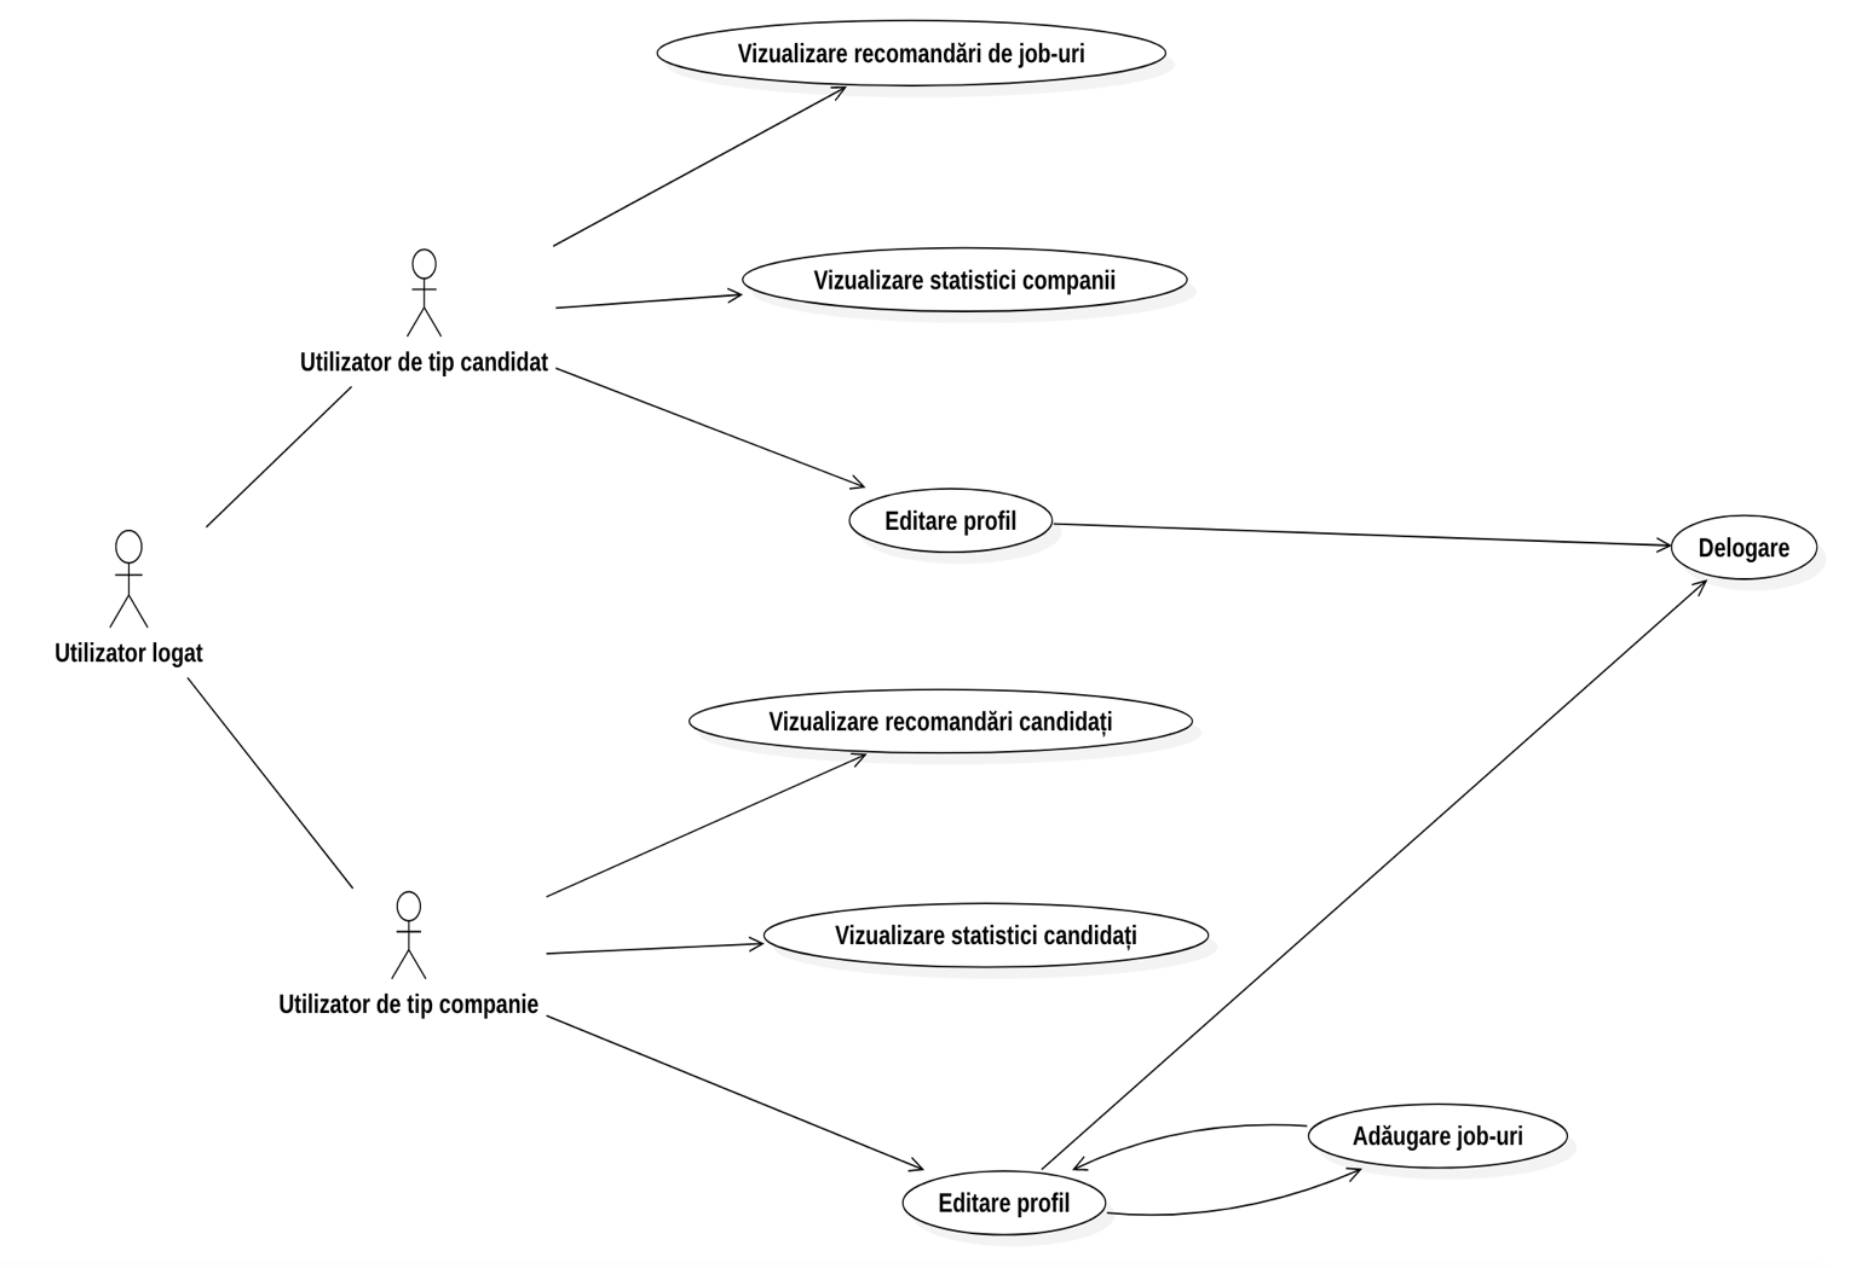 Vizualizare recomandări de job-uri
Vizualizare statistici companii
Utilizator de tip candidat
Editare profil
Delogare
Utilizator logat
Vizualizare recomandări candidați
Vizualizare statistici candidați
Utilizator de tip companie
Adăugare job-uri
Editare profil